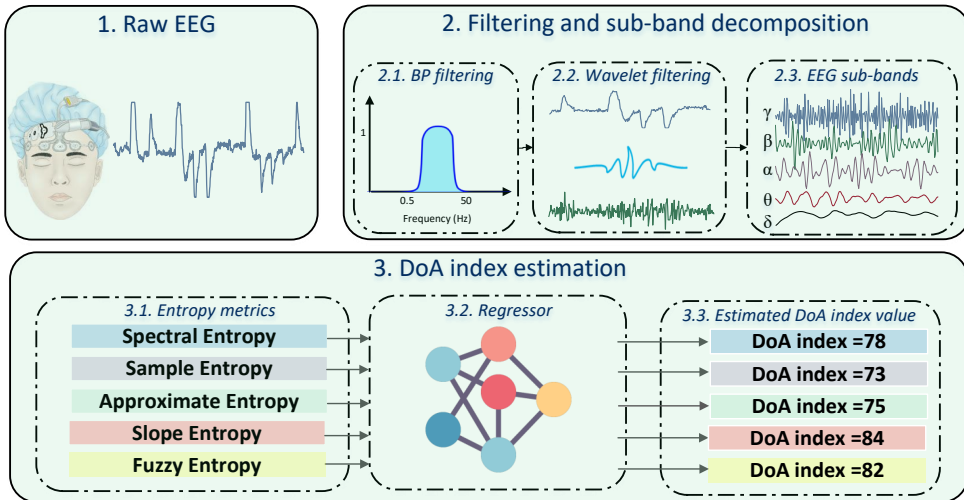 1. Raw EEG
2. Filtering and sub-band decomposition
2.1. BP filtering
1
0.5
50
Frequency (Hz)
2.2. Wavelet filtering
2.3. EEG sub-bands
γ
β
α
θ
δ
3. DoA index estimation
3.1. Entropy metrics
Spectral Entropy
Sample Entropy
Approximate Entropy
Slope Entropy
Fuzzy Entropy
3.2. Regressor
3.3. Estimated DoA index value
DoA index =78
DoA index =73
DoA index =75
DoA index =84
DoA index =82